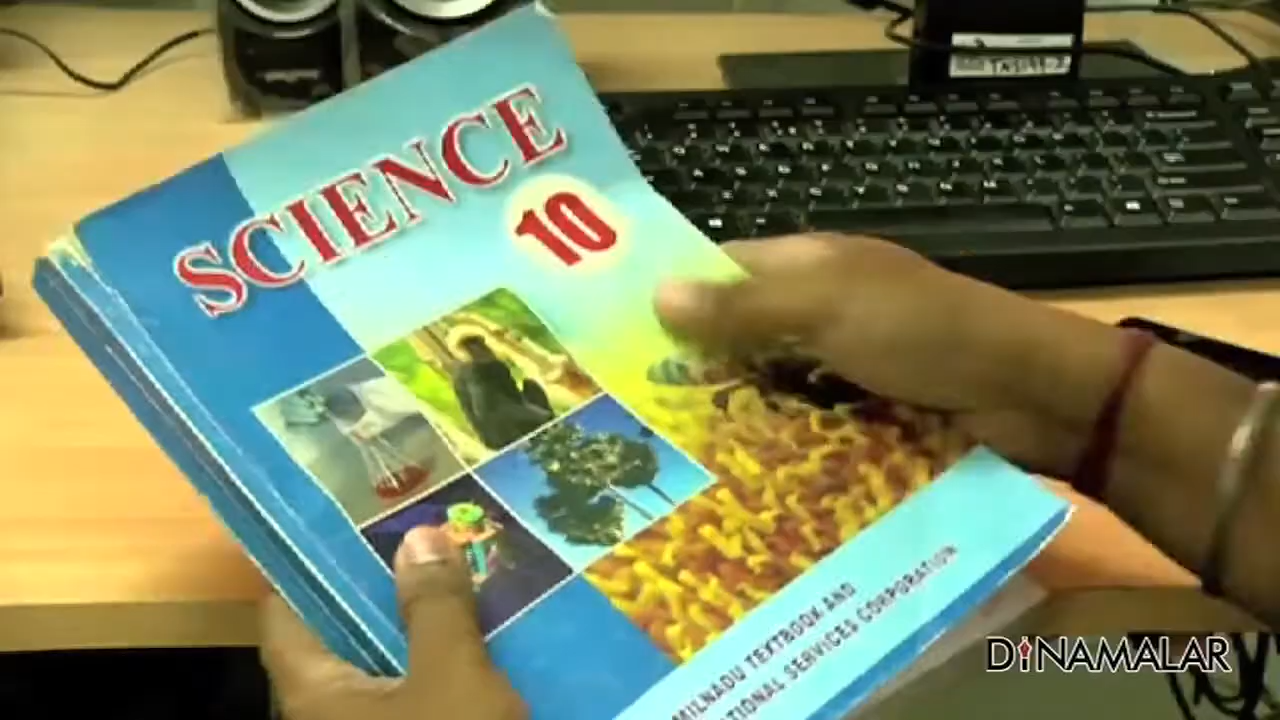 SCIENCE
10
MILNADU TEXTBOOK AND
TIONAL SERVICES CORPORATION
DINAMALAR